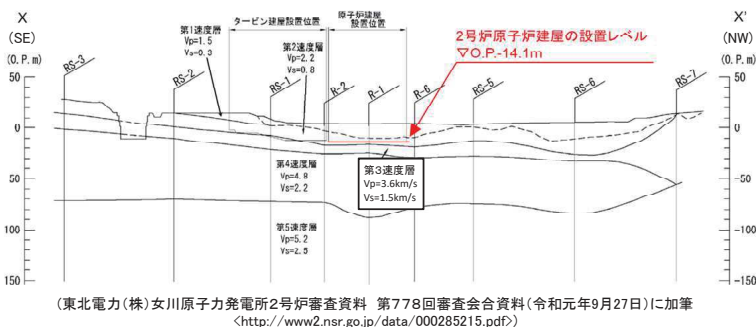 X
(SE)
(O.P.m)
50
0
-50
-100
150
RS-3
RS-2
RS-1
R-2
R-1
R-6
RS-5
RS-6
RS-7
第1速度層
Vp=1.5
Vs=0.3
タービン建屋設置位置
原子炉建屋
設置位置
第2速度層
Vp=2.2
Vs=0.8
2号炉原子炉建屋の設置レベル
▽O.P.-14.1m
第4速度層
Vp=4.8
Vs=2.2
第3速度層
Vp=3.6km/s
Vs=1.5km/s
第5速度層
Vp=5.2
Vs=2.5
X'
(NW)
(O.P.m)
50
0
-50
-100
-150
(東北電力(株)女川原子力発電所2号炉審査資料 第778回審査会合資料(令和元年9月27日)に加筆
<http://www2.nsr.go.jp/data/000285215.pdf>)